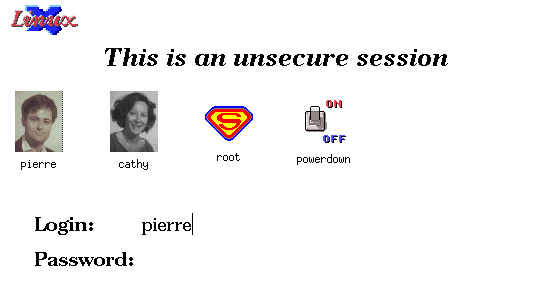 Linux
This is an unsecure session
ON
OFF
pierre
cathy
root
powerdown
Login: pierre
Password: